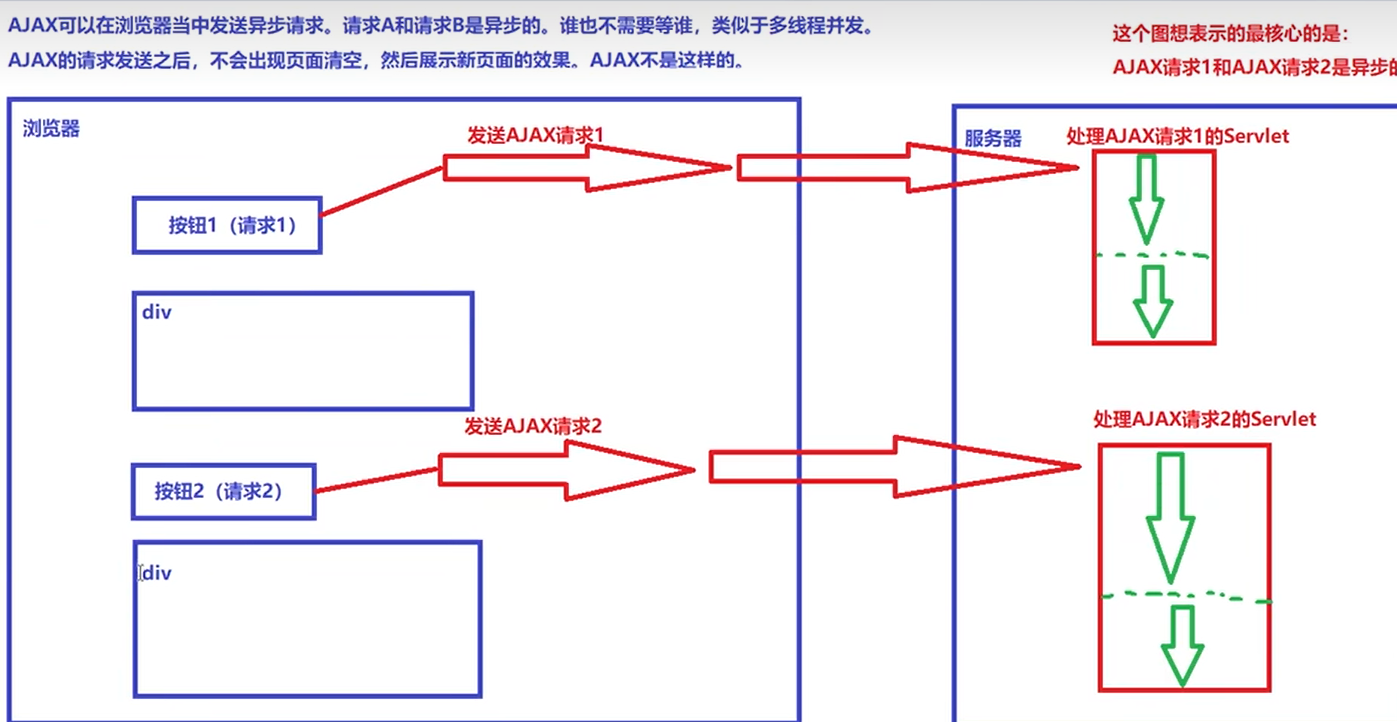 AJAX可以在浏览器当中发送异步请求。请求A和请求B是异步的。谁也不需要等谁，类似于多线程并发。
AJAX的请求发送之后，不会出现页面清空，然后展示新页面的效果。AJAX不是这样的。
这个图想表示的最核心的是：
AJAX请求1和AJAX请求2是异步的
浏览器
发送AJAX请求1
服务器
处理AJAX请求1的Servlet
按钮1（请求1）
div
发送AJAX请求2
处理AJAX请求2的Servlet
按钮2（请求2）
div